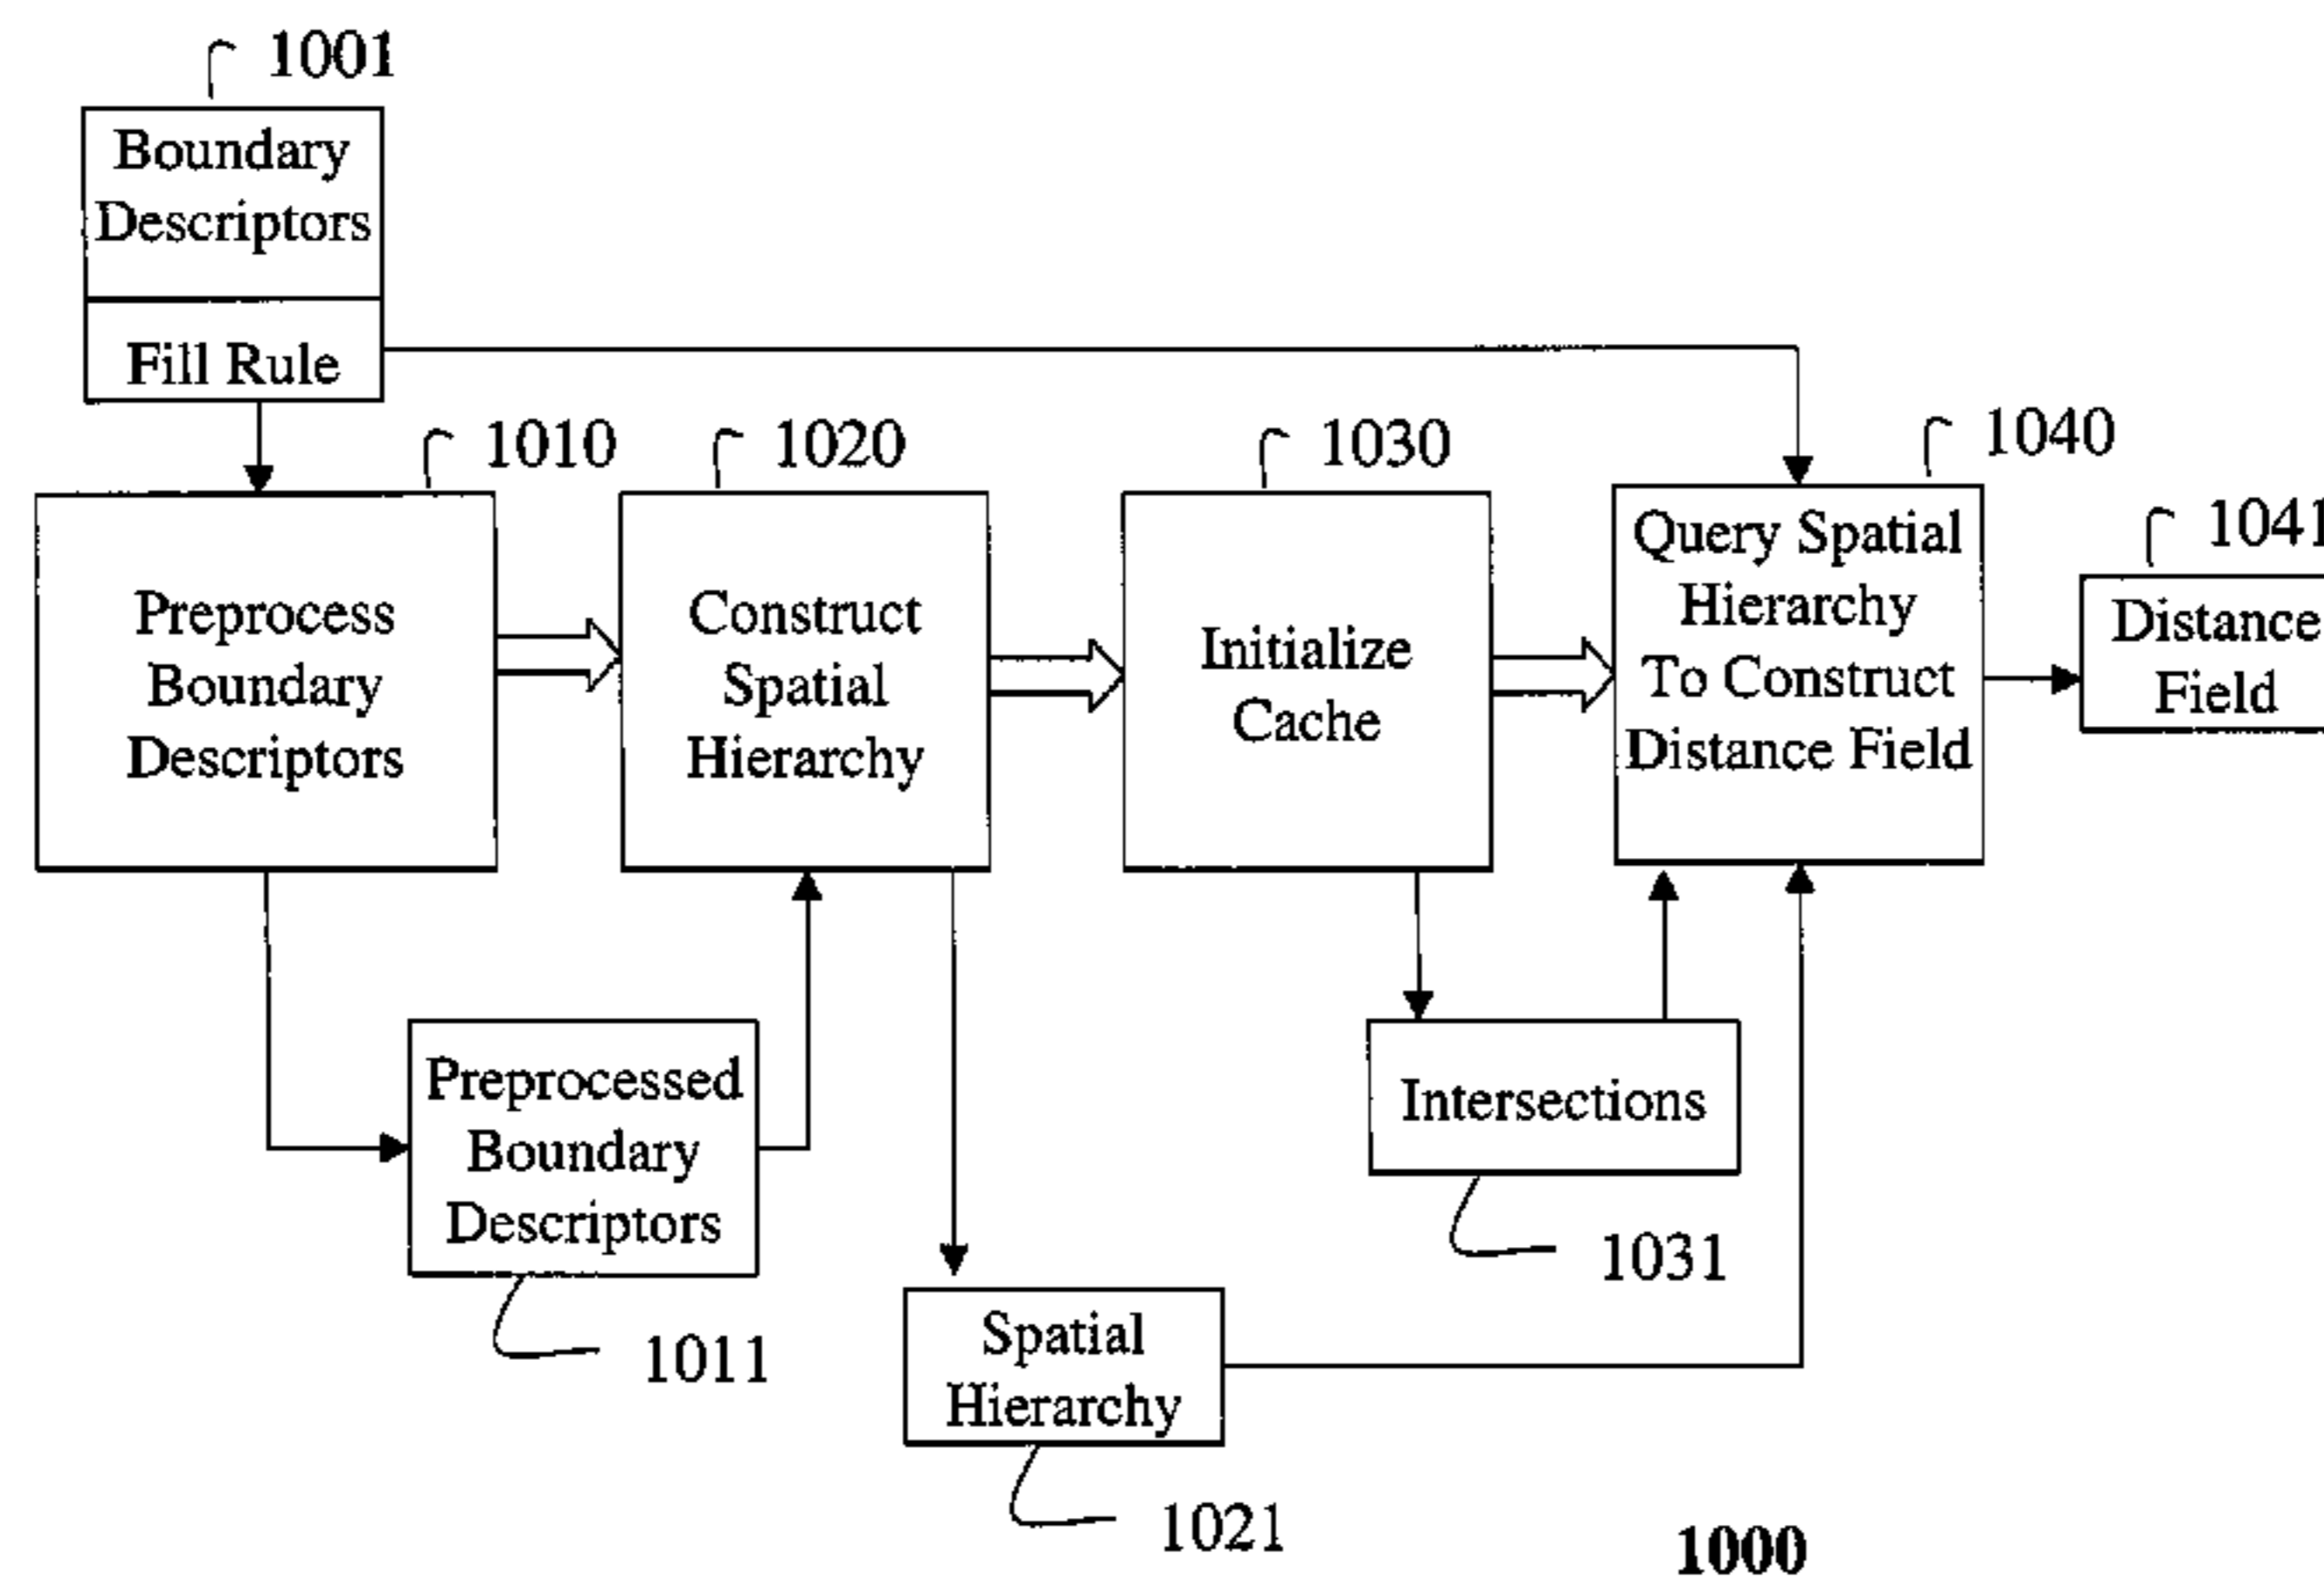 1001
Boundary
Descriptors
Fill Rule
1010
1020
1030
1040
1041
Preprocess
Boundary
Descriptors
Construct
Spatial
Hierarchy
Initialize
Cache
Query Spatial
Hierarchy
To Construct
Distance Field
Distance
Field
Preprocessed
Boundary
Descriptors
1011
Intersections
1031
Spatial
Hierarchy
1021
1000